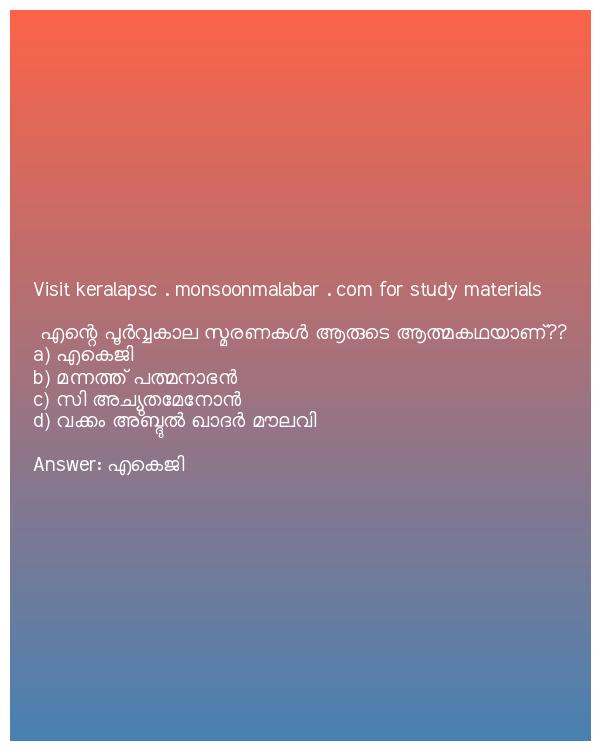 Visit keralapsc . monsoonmalabar . com for study materials
എന്റെ പൂർവ്വകാല സ്മരണകൾ ആരുടെ ആത്മകഥയാണ്??
a) എകെജി
b) മന്നത്ത് പത്മനാഭൻ
c) സി അച്യുതമേനോൻ
d) വക്കം അബ്ദുൽ ഖാദർ മൗലവി
Answer: എകെജി